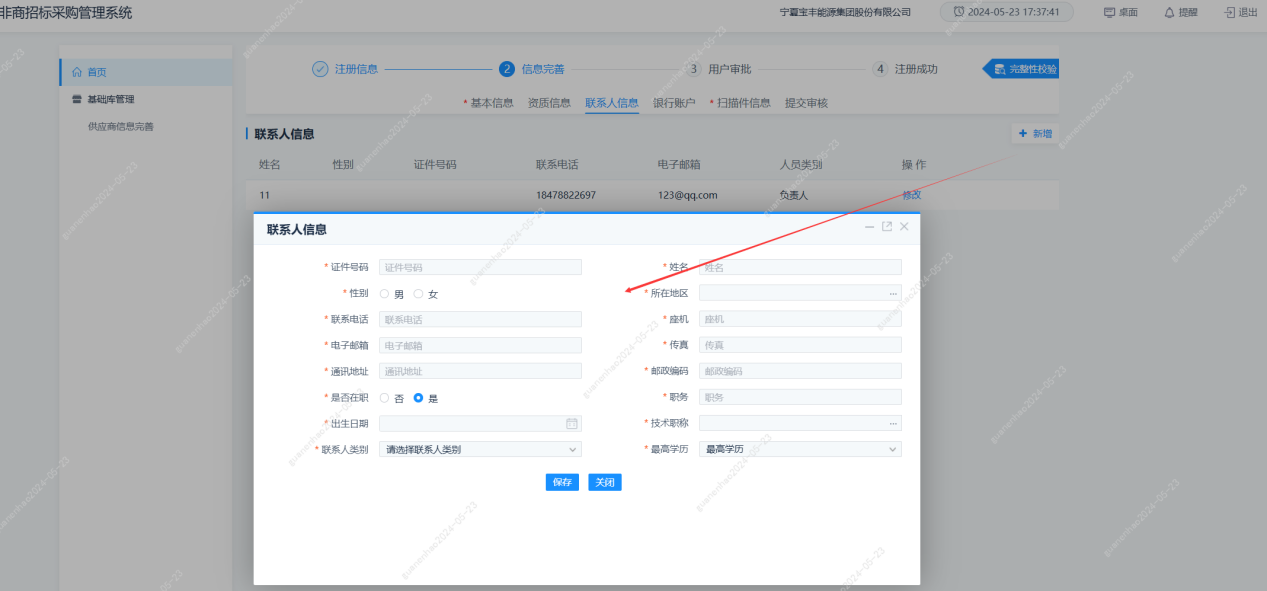 非商招标采购管理系统 宁夏宝丰能源集团股份有限公司 2024-05-23 17:37:41 桌面 提醒 退出
首页
基础库管理
供应商信息完善
注册信息 2 信息完善 3 用户审批 4 注册成功 完整性校验
* 基本信息 资质信息 联系人信息 银行账户 * 扫描件信息 提交审核
联系人信息 + 新增
姓名 性别 证件号码 联系电话 电子邮箱 人员类别 操作
11 18478822697 123@qq.com 负责人 修改
联系人信息
* 证件号码 证件号码 * 姓名 姓名
* 性别 男 女 * 所在地区 ...
* 联系电话 联系电话 * 座机 座机
* 电子邮箱 电子邮箱 * 传真 传真
* 通讯地址 通讯地址 * 邮政编码 邮政编码
* 是否在职 否 是 * 职务 职务
* 出生日期 * 技术职称 ...
* 联系人类别 请选择联系人类别 * 最高学历 最高学历
保存 关闭